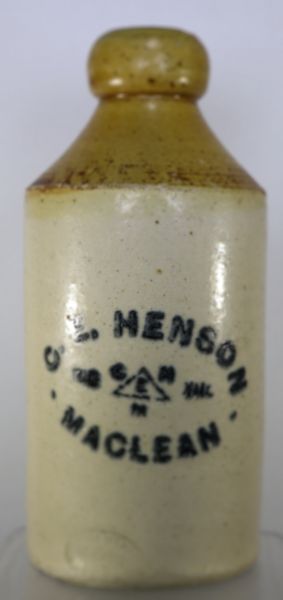 C. E. HENSON
C H
E
M
· MACLEAN ·